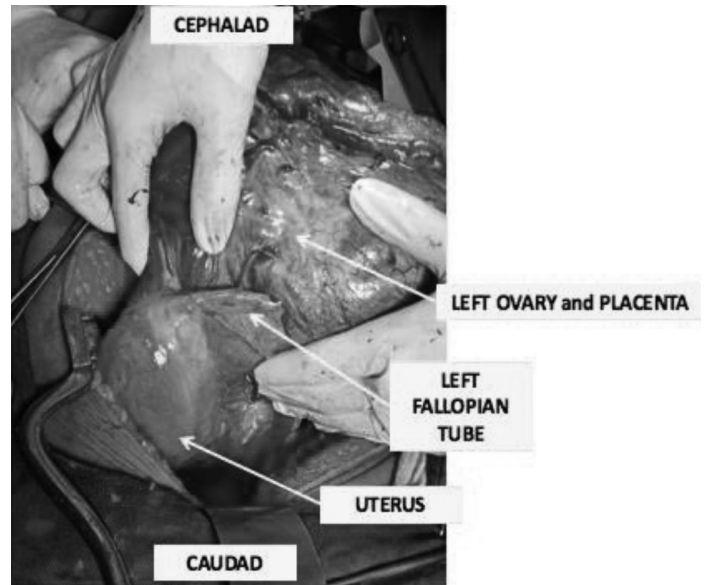 CEPHALAD
LEFT OVARY and PLACENTA
LEFT
FALLOPIAN
TUBE
UTERUS
CAUDAD